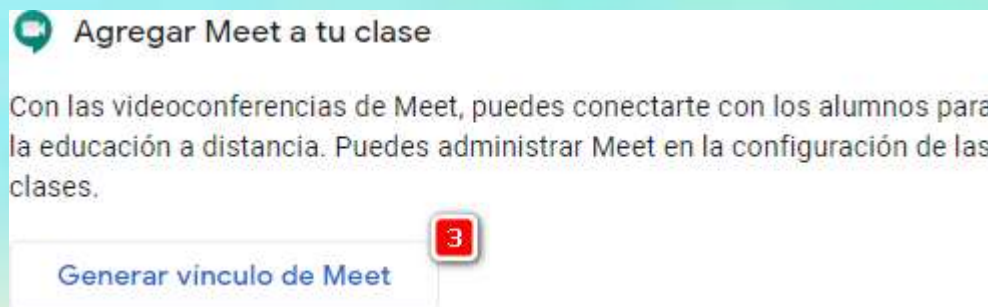 Agregar Meet a tu clase
Con las videoconferencias de Meet, puedes conectarte con los alumnos para
la educación a distancia. Puedes administrar Meet en la configuración de las
clases.
3
Generar vínculo de Meet